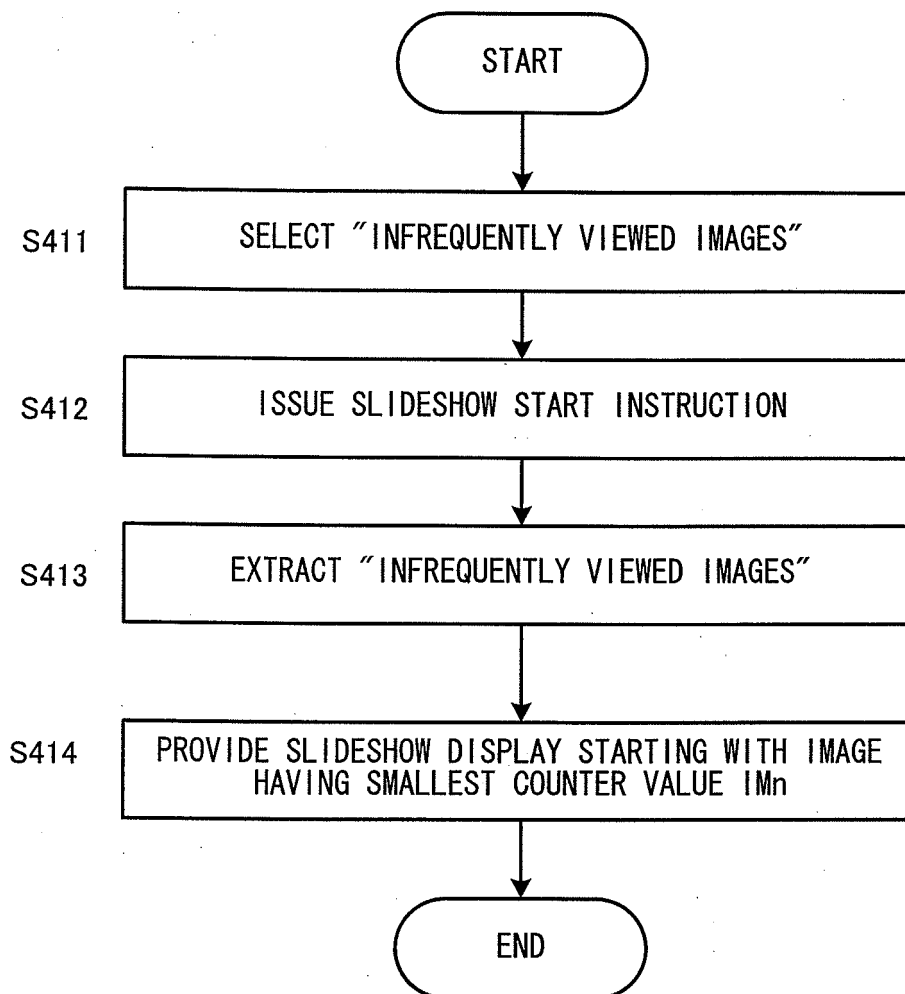 START
S411
SELECT ″INFREQUENTLY VIEWED IMAGES″
S412
ISSUE SLIDESHOW START INSTRUCTION
S413
EXTRACT ″INFREQUENTLY VIEWED IMAGES″
S414
PROVIDE SLIDESHOW DISPLAY STARTING WITH IMAGE
HAVING SMALLEST COUNTER VALUE IMn
END